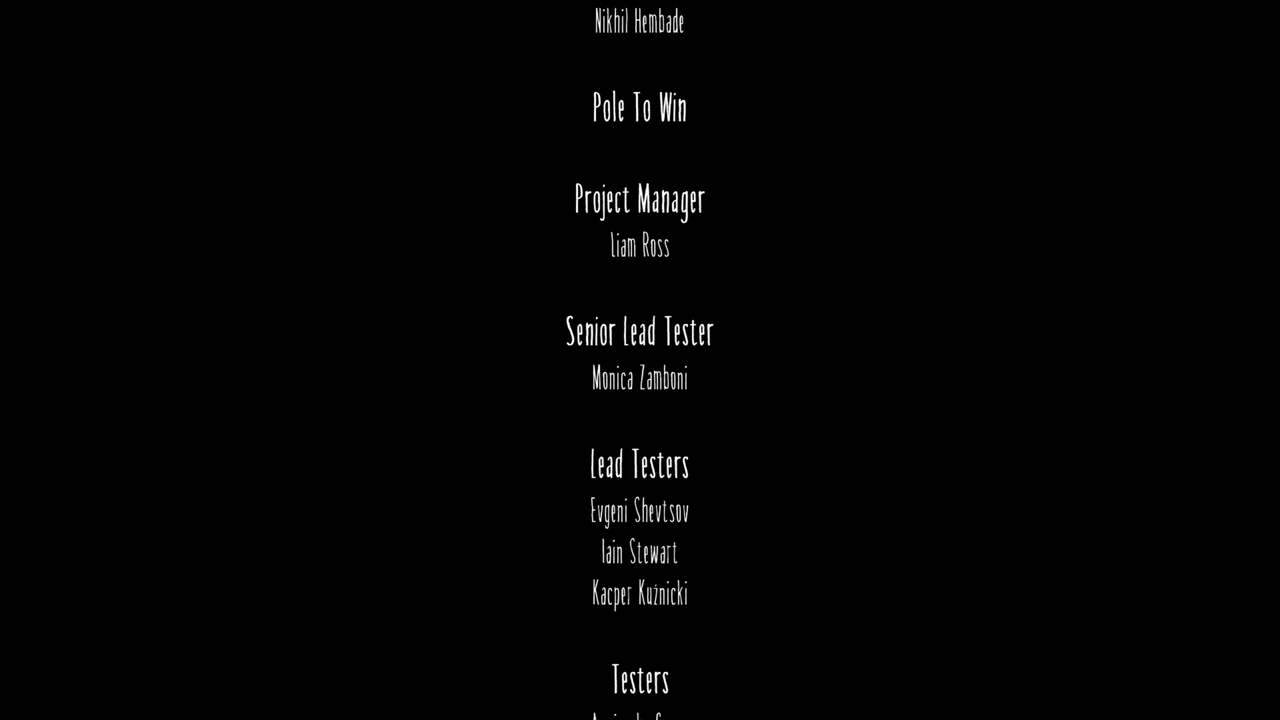 Nikhil Hembade
Pole To Win
Project Manager
Liam Ross
Senior Lead Tester
Monica Zamboni
Lead Testers
Evgeni Shevtsov
Iain Stewart
Kacper Kuźnicki
Testers